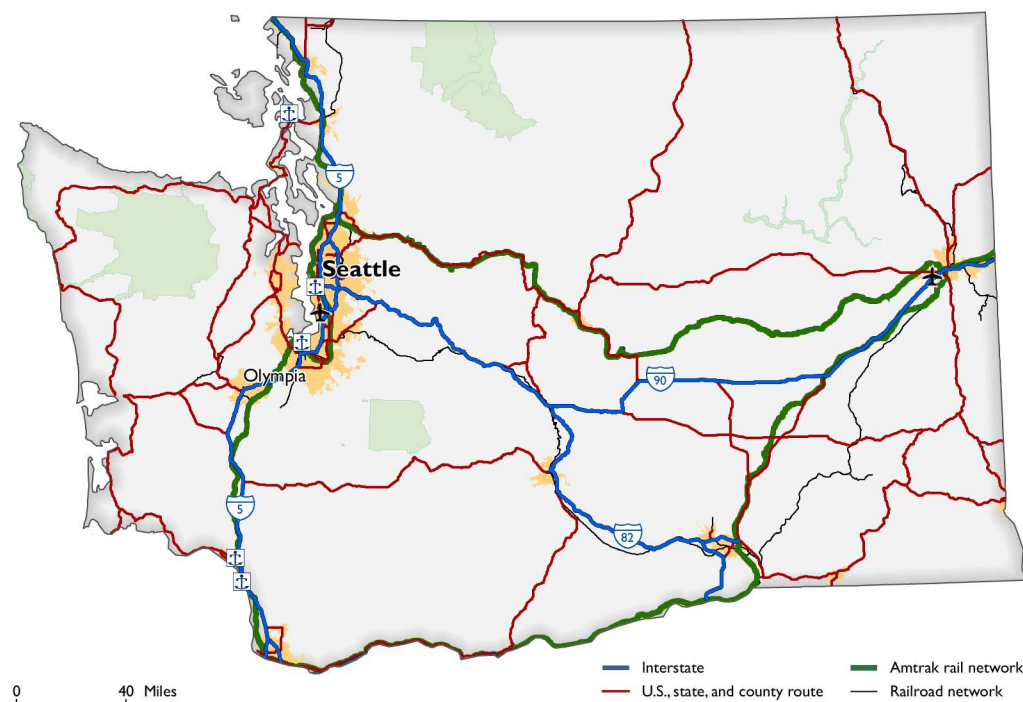 5
Seattle
Olympia
90
5
82
Interstate
Amtrak rail network
0 40 Miles
U.S., state, and county route
Railroad network